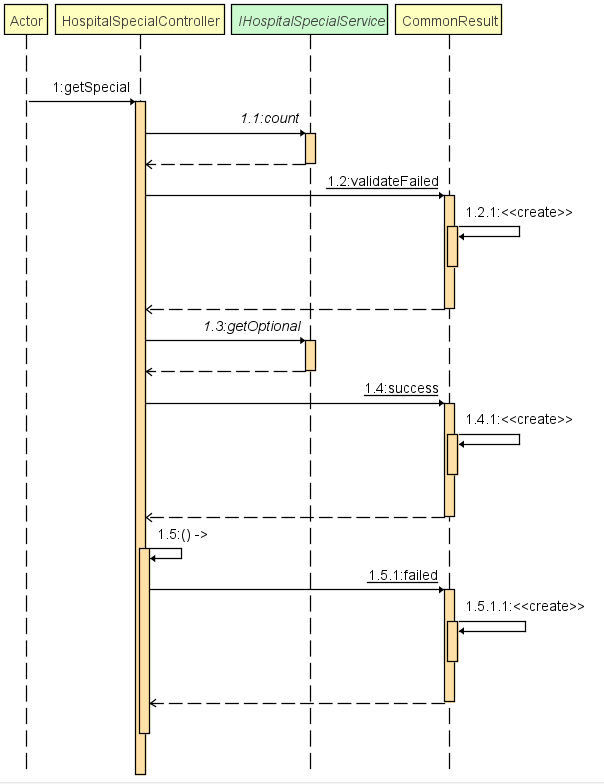 Actor HospitalSpecialController IHospitalSpecialService CommonResult
1:getSpecial
1.1:count
1.2:validateFailed
1.2.1:<<create>>
1.3:getOptional
1.4:success
1.4.1:<<create>>
1.5:() ->
1.5.1:failed
1.5.1.1:<<create>>